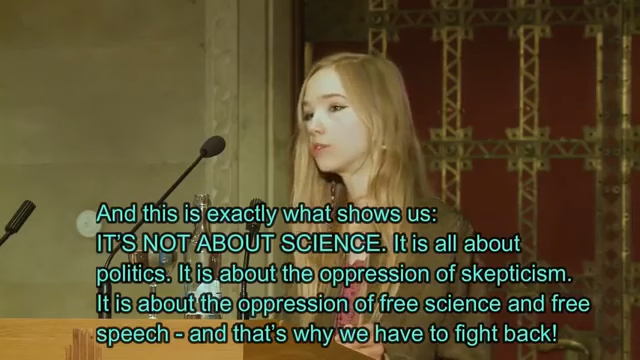 And this is exactly what shows us:
IT'S NOT ABOUT SCIENCE. It is all about
politics. It is about the oppression of skepticism.
It is about the oppression of free science and free
speech - and that's why we have to fight back!